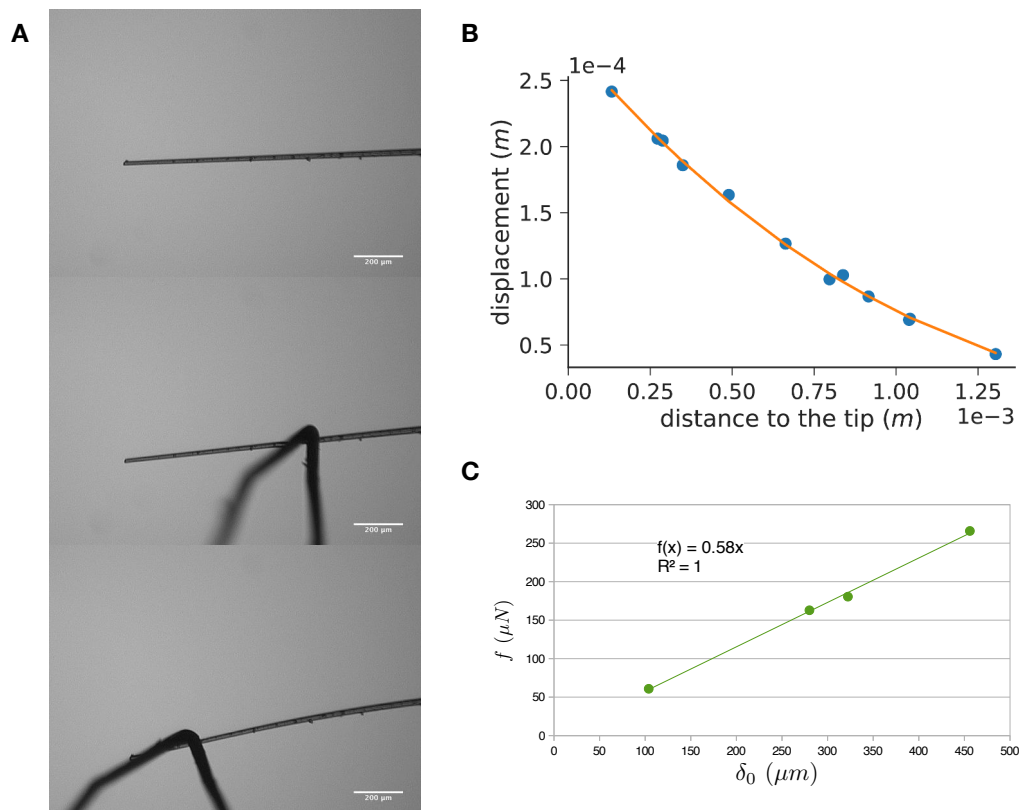 A
200 µm
200 µm
200 µm
B
1e−4
2.5
2.0
1.5
1.0
0.5
displacement (m)
0.00 0.25 0.50 0.75 1.00 1.25
distance to the tip (m) 1e−3
C
300
250
200
150
100
50
0
f(x) = 0.58x
R² = 1
f (µN)
0 50 100 150 200 250 300 350 400 450 500
δ₀ (µm)